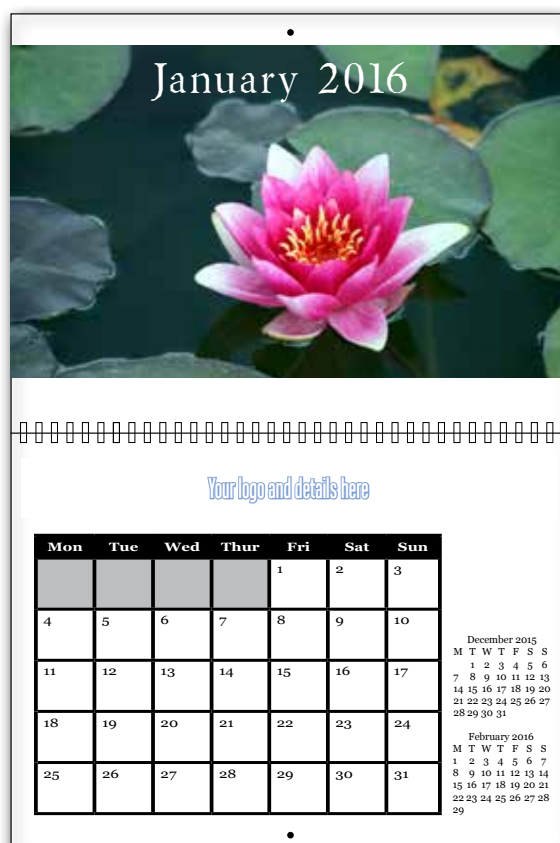 January 2016
Your logo and details here
Mon Tue Wed Thur Fri Sat Sun
1 2 3
4 5 6 7 8 9 10
11 12 13 14 15 16 17
18 19 20 21 22 23 24
25 26 27 28 29 30 31
December 2015
M T W T F S S
1 2 3 4 5 6
7 8 9 10 11 12 13
14 15 16 17 18 19 20
21 22 23 24 25 26 27
28 29 30 31
February 2016
M T W T F S S
1 2 3 4 5 6 7
8 9 10 11 12 13 14
15 16 17 18 19 20 21
22 23 24 25 26 27 28
29